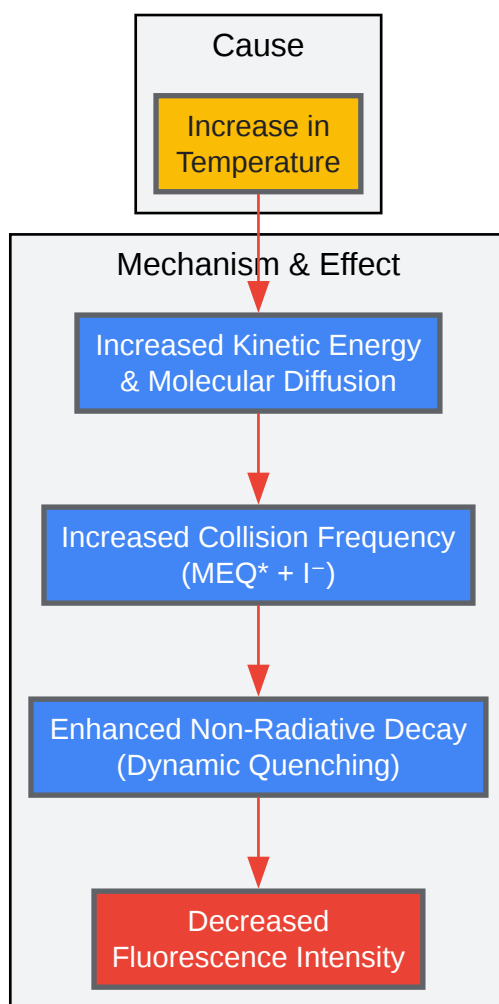 Cause
Increase in
Temperature
Mechanism & Effect
Increased Kinetic Energy
& Molecular Diffusion
Increased Collision Frequency
(MEQ* + I⁻)
Enhanced Non-Radiative Decay
(Dynamic Quenching)
Decreased
Fluorescence Intensity